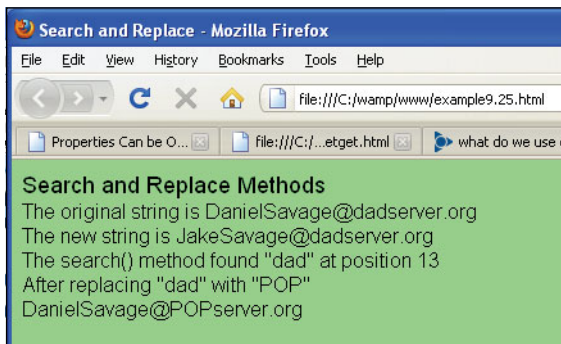 Search and Replace - Mozilla Firefox
File Edit View History Bookmarks Tools Help
file:///C:/wamp/www/example9.25.html
Properties Can be O... file:///C:/...etget.html what do we use
Search and Replace Methods
The original string is DanielSavage@dadserver.org
The new string is JakeSavage@dadserver.org
The search() method found "dad" at position 13
After replacing "dad" with "POP"
DanielSavage@POPserver.org